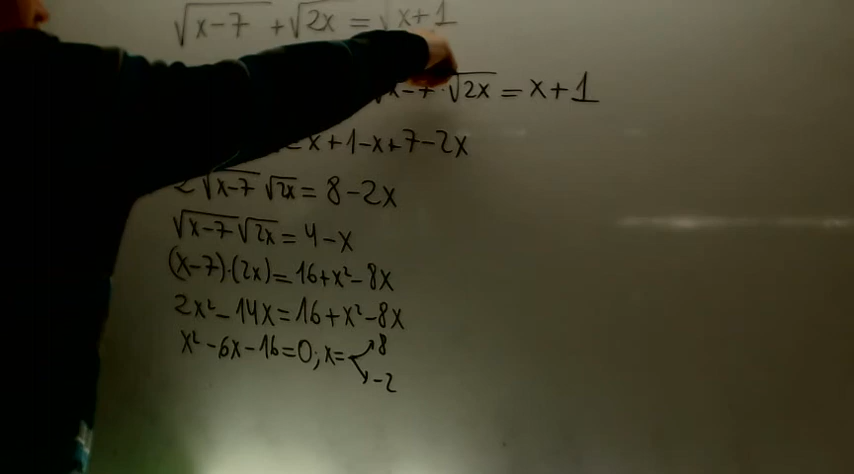 √(x-7) + √(2x) = √(x+1)
√(x-7) · √(2x) = x+1
x+1-x+7-2x
2 √(x-7) √(2x) = 8-2x
√(x-7) √(2x) = 4-x
(x-7)·(2x)=16+x²-8x
2x²-14x=16+x²-8x
x²-6x-16=0; x= 8
-2